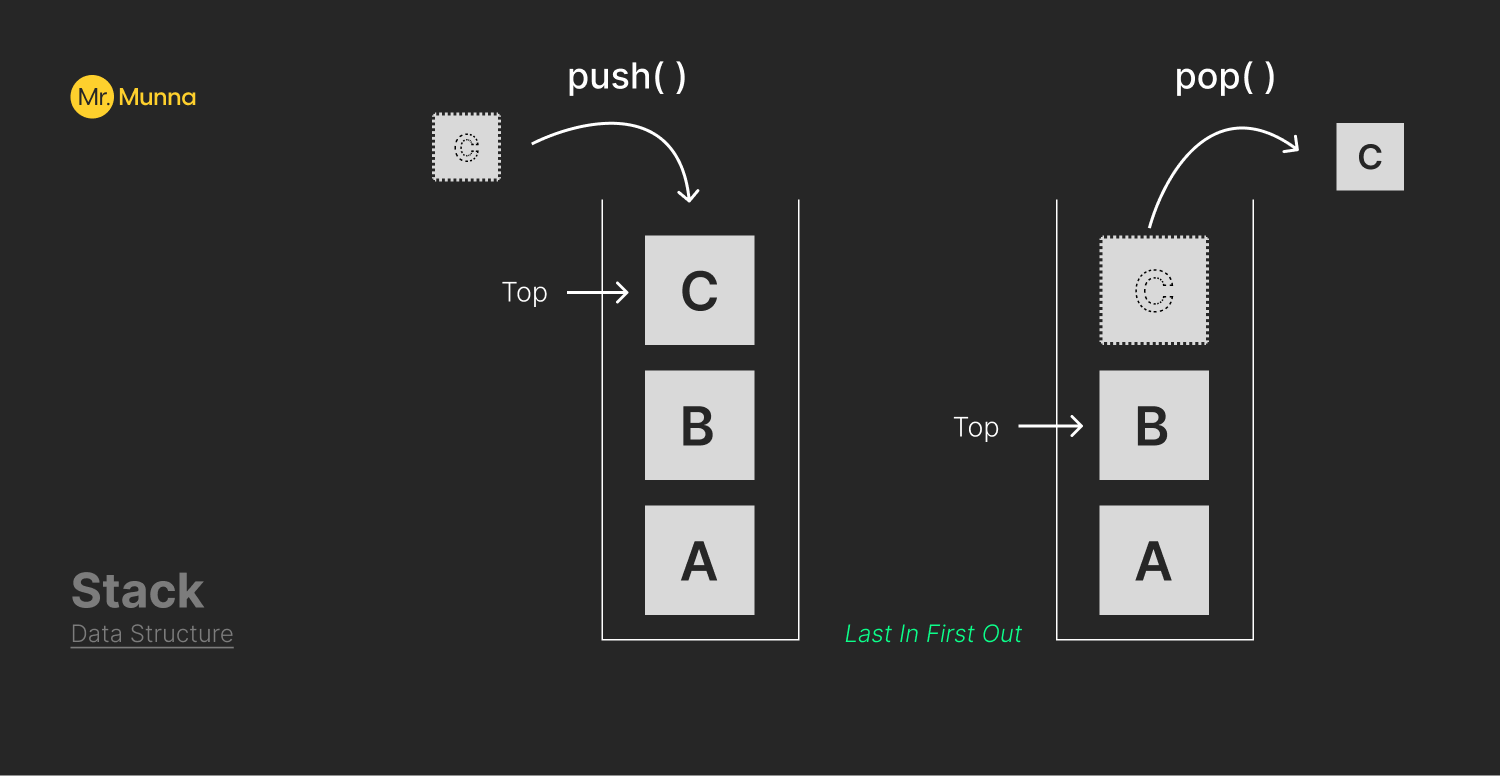 Mr. Munna
push( )
pop( )
C
C
Top
C
C
Top
B
B
A
A
Stack
Data Structure
Last In First Out